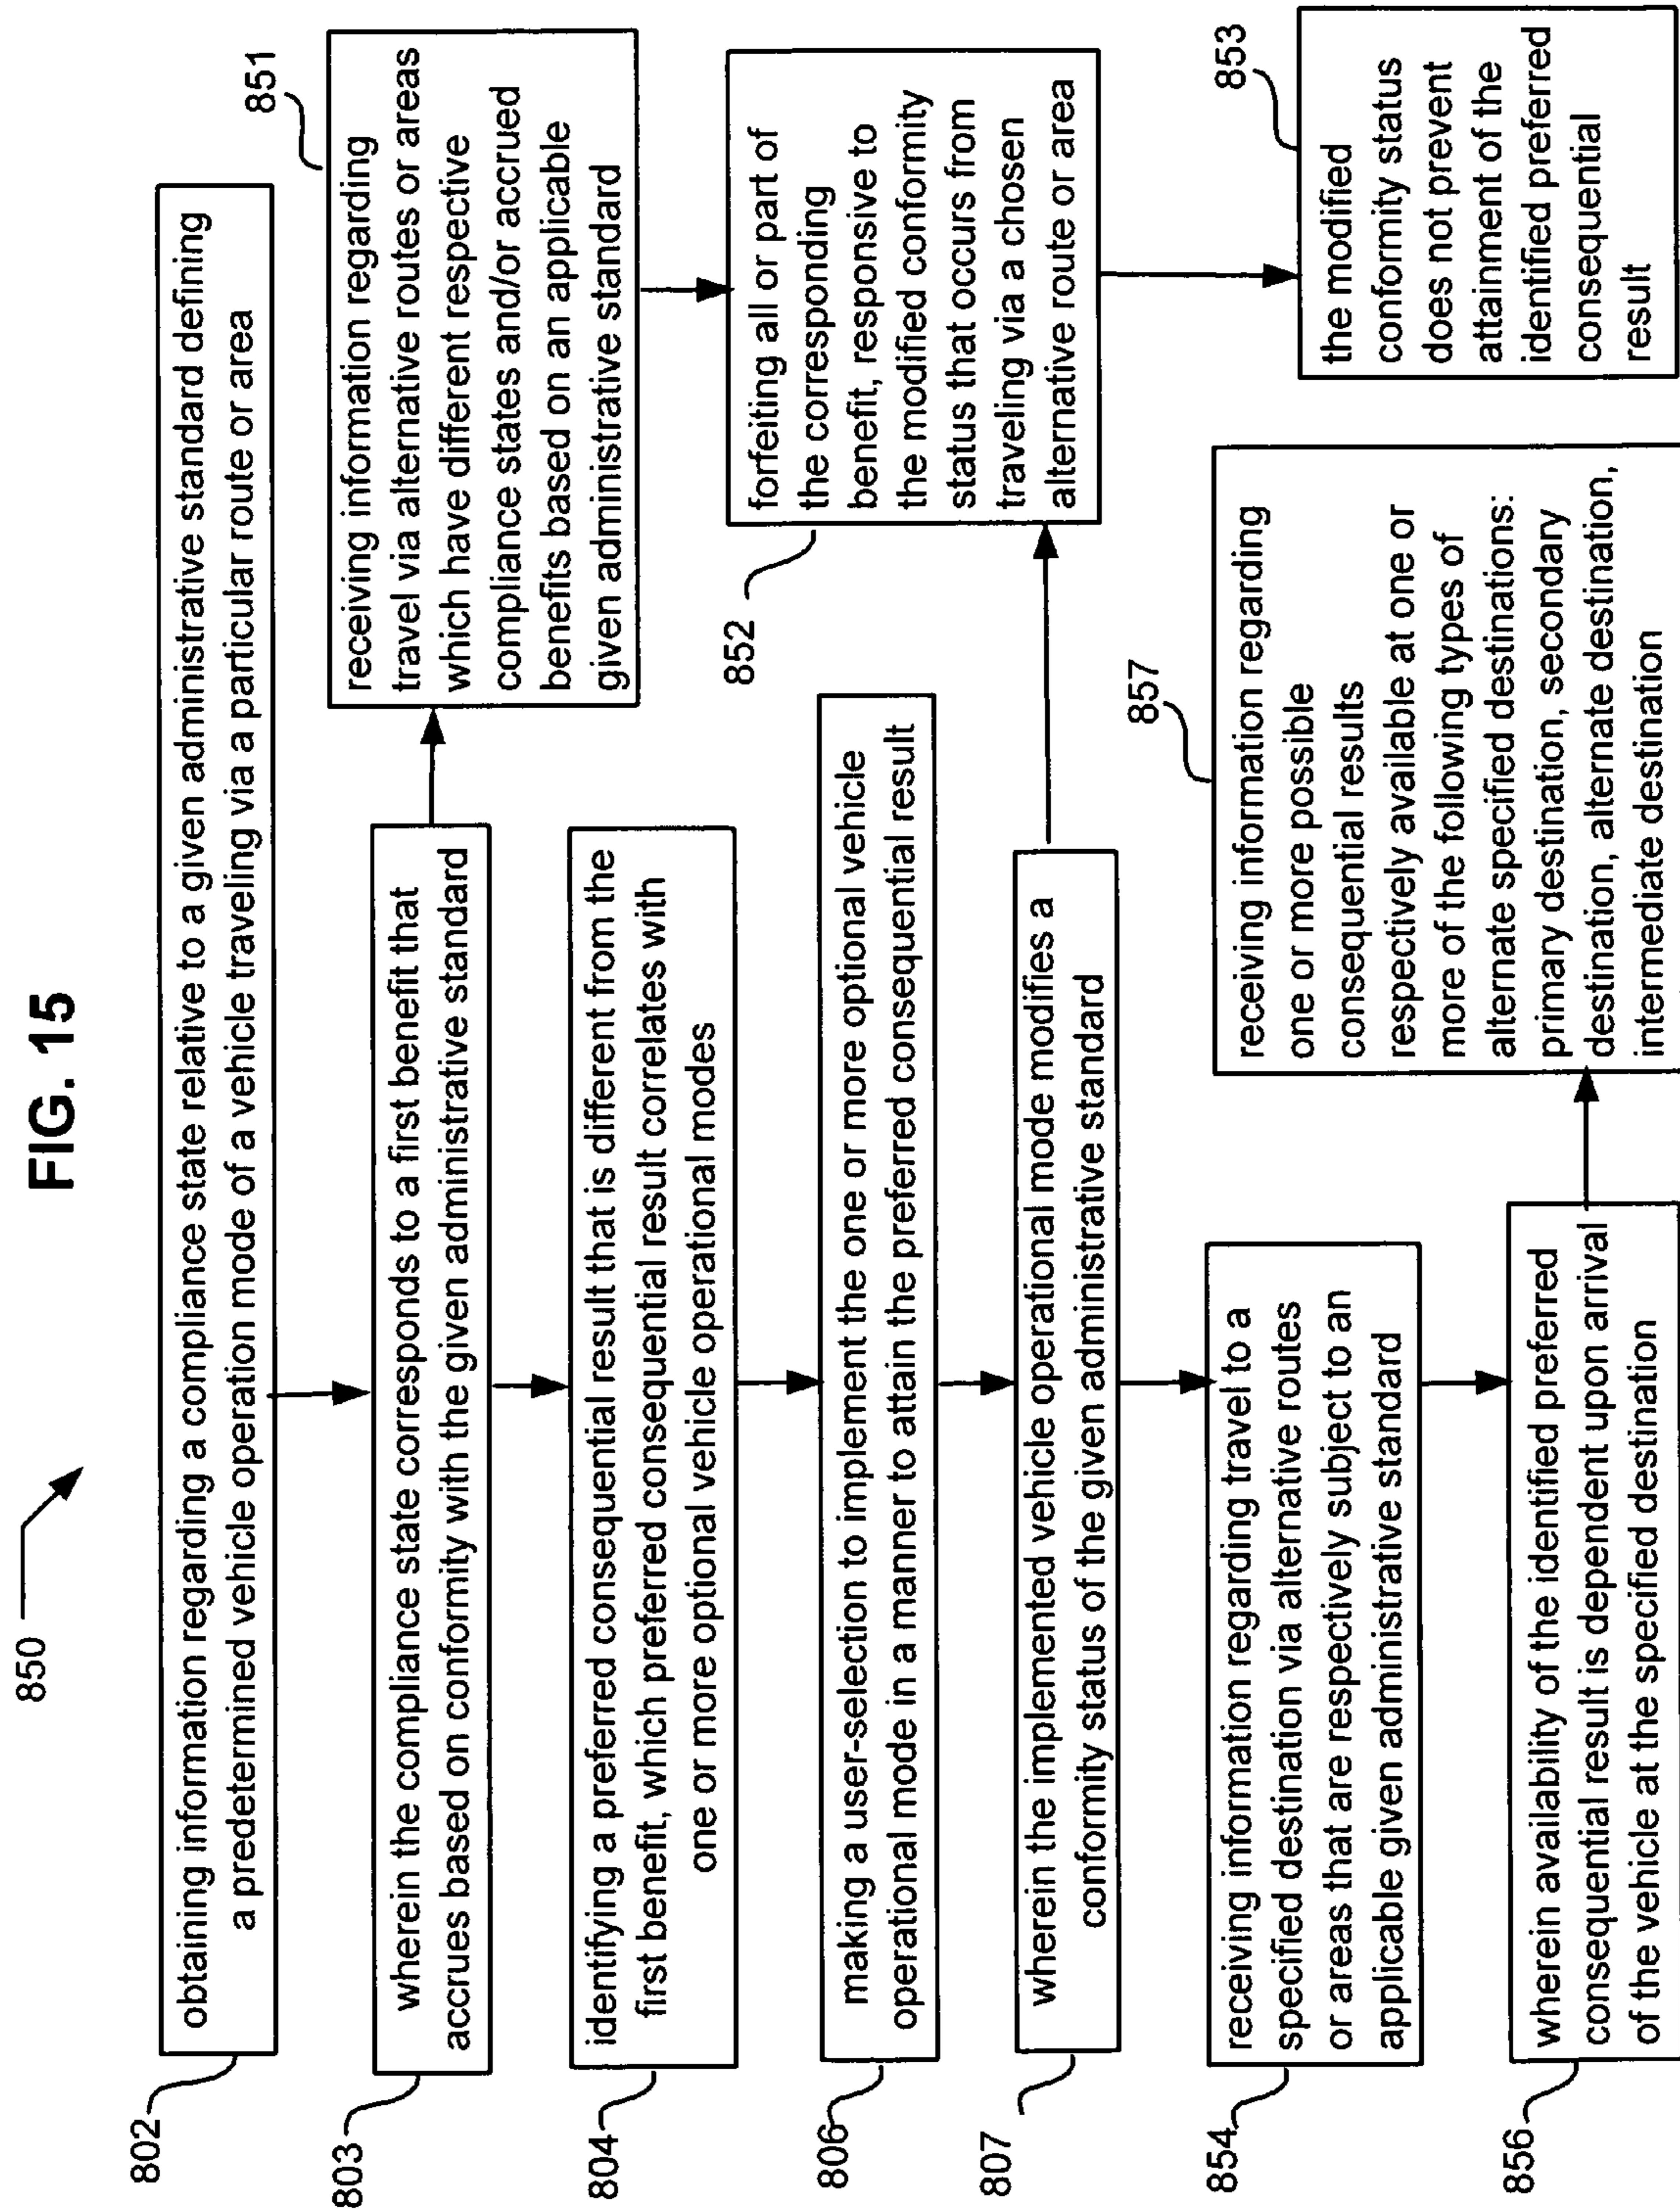 FIG. 15
850
802
obtaining information regarding a compliance state relative to a given administrative standard defining
a predetermined vehicle operation mode of a vehicle traveling via a particular route or area
803
wherein the compliance state corresponds to a first benefit that
accrues based on conformity with the given administrative standard
851
receiving information regarding
travel via alternative routes or areas
which have different respective
compliance states and/or accrued
benefits based on an applicable
given administrative standard
804
identifying a preferred consequential result that is different from the
first benefit, which preferred consequential result correlates with
one or more optional vehicle operational modes
852
forfeiting all or part of
the corresponding
benefit, responsive to
the modified conformity
status that occurs from
traveling via a chosen
alternative route or area
806
making a user-selection to implement the one or more optional vehicle
operational mode in a manner to attain the preferred consequential result
807
wherein the implemented vehicle operational mode modifies a
conformity status of the given administrative standard
853
the modified
conformity status
does not prevent
attainment of the
identified preferred
consequential
result
854
receiving information regarding travel to a
specified destination via alternative routes
or areas that are respectively subject to an
applicable given administrative standard
857
receiving information regarding
one or more possible
consequential results
respectively available at one or
more of the following types of
alternate specified destinations:
primary destination, secondary
destination, alternate destination,
intermediate destination
856
wherein availability of the identified preferred
consequential result is dependent upon arrival
of the vehicle at the specified destination